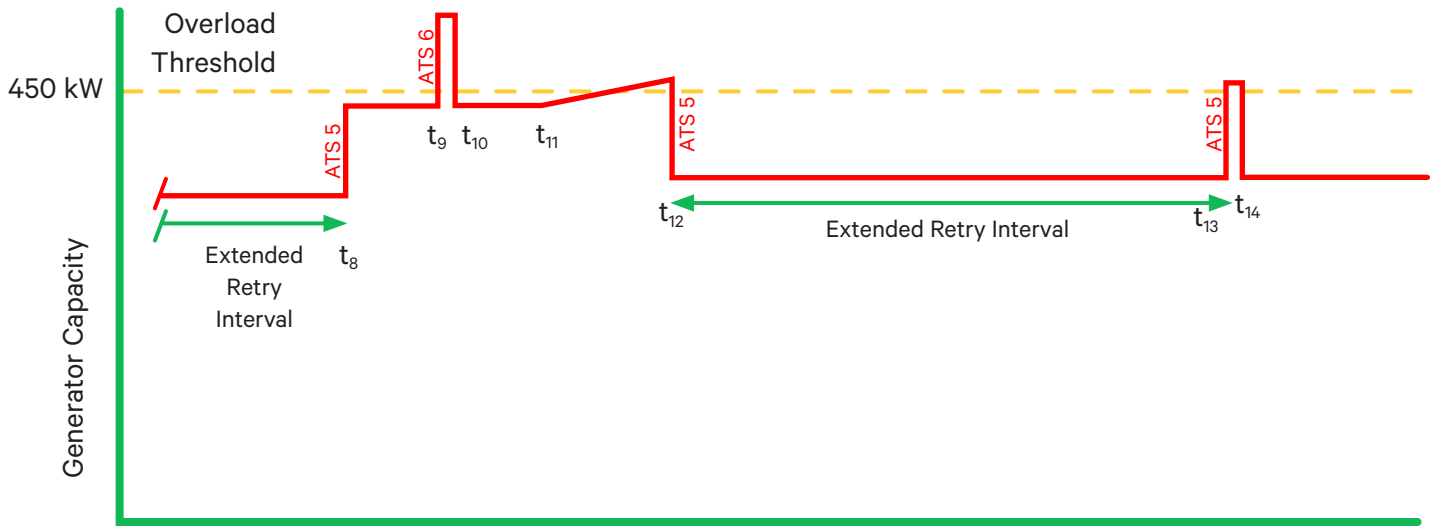 Overload
Threshold
450 kW
ATS 6
ATS 5
t₉ t₁₀ t₁₁
ATS 5
ATS 5
t₈
Extended
Retry
Interval
t₁₂
Extended Retry Interval
t₁₃
t₁₄
Generator Capacity